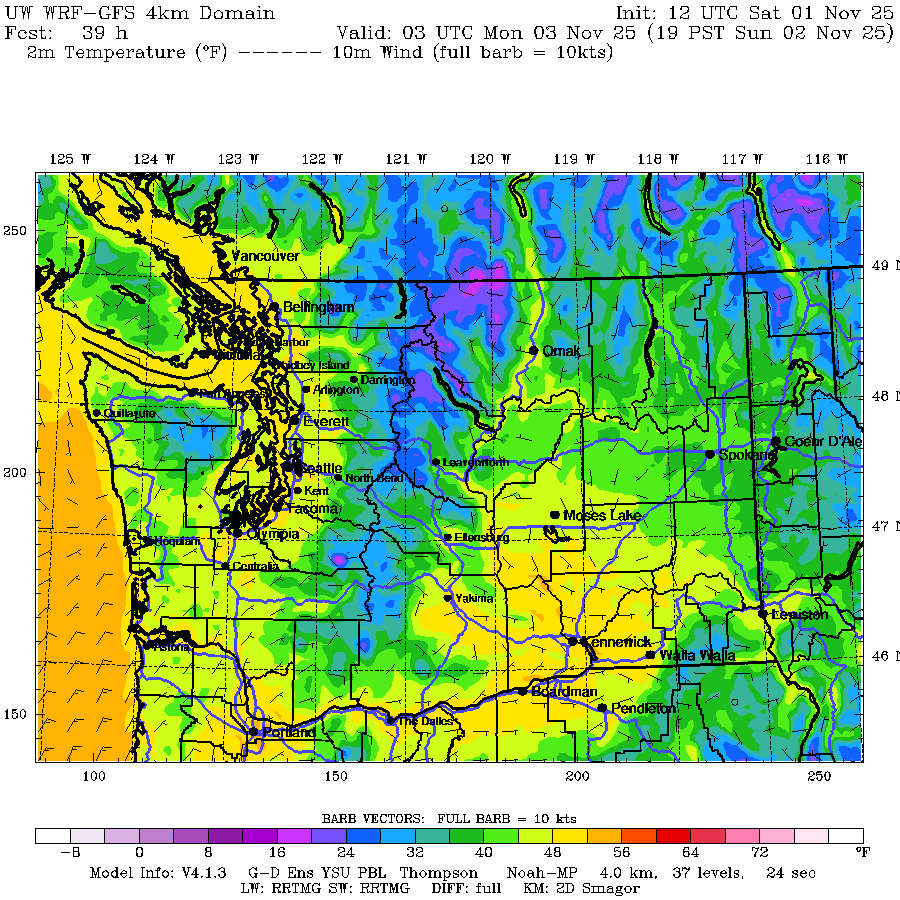 UW WRF-GFS 4km Domain Init: 12 UTC Sat 01 Nov 25
Fcst: 39 h Valid: 03 UTC Mon 03 Nov 25 (19 PST Sun 02 Nov 25)
2m Temperature (°F) ------ 10m Wind (full barb = 10kts)
125 W 124 W 123 W 122 W 121 W 120 W 119 W 118 W 117 W 116 W
250
Vancouver
49 N
Bellingham
Harbor
Omak
Whidbey Island
Darrington
Arlington
Port Angeles
48 N
Quillayute
Everett
Coeur D'Ale
Spokane
Leavenworth
Seattle
200
North Bend
Kent
Tacoma
Moses Lake
47 N
Olympia
Ellensburg
Hoquiam
Centralia
Yakima
Lewiston
Kennewick
Astoria
Walla Walla
46 N
Boardman
Pendleton
150
The Dalles
Portland
100 150 200 250
BARB VECTORS: FULL BARB = 10 kts
-8 0 8 16 24 32 40 48 56 64 72 °F
Model Info: V4.1.3 G-D Ens YSU PBL Thompson Noah-MP 4.0 km, 37 levels, 24 sec
LW: RRTMG SW: RRTMG DIFF: full KM: 2D Smagor